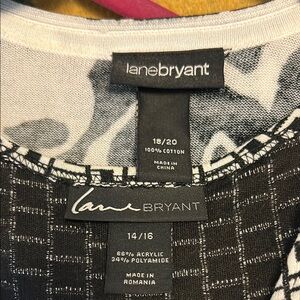 lanebryant
18/20
100% COTTON
MADE IN
CHINA
Lane BRYANT
14/16
66% ACRYLIC
34% POLYAMIDE
MADE IN
ROMANIA